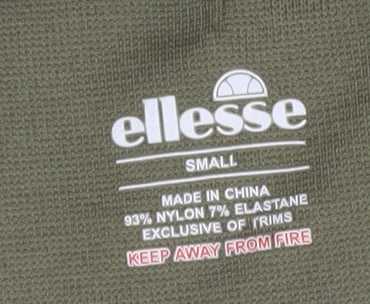 ellesse
SMALL
MADE IN CHINA
93% NYLON 7% ELASTANE
EXCLUSIVE OF TRIMS
KEEP AWAY FROM FIRE